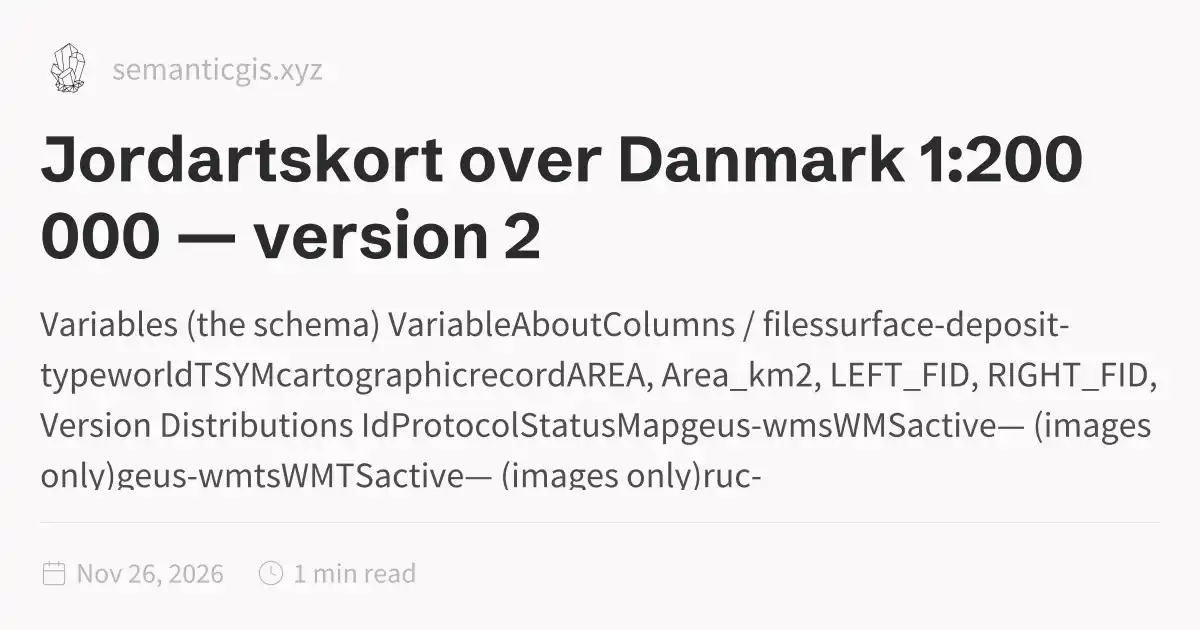 semanticgis.xyz
Jordartskort over Danmark 1:200
000 — version 2
Variables (the schema) VariableAboutColumns / filessurface-deposit-
typeworldTSYMcartographicrecordAREA, Area_km2, LEFT_FID, RIGHT_FID,
Version Distributions IdProtocolStatusMapgeus-wmsWMSactive— (images
only)geus-wmtsWMTSactive— (images only)ruc-
Nov 26, 2026 1 min read